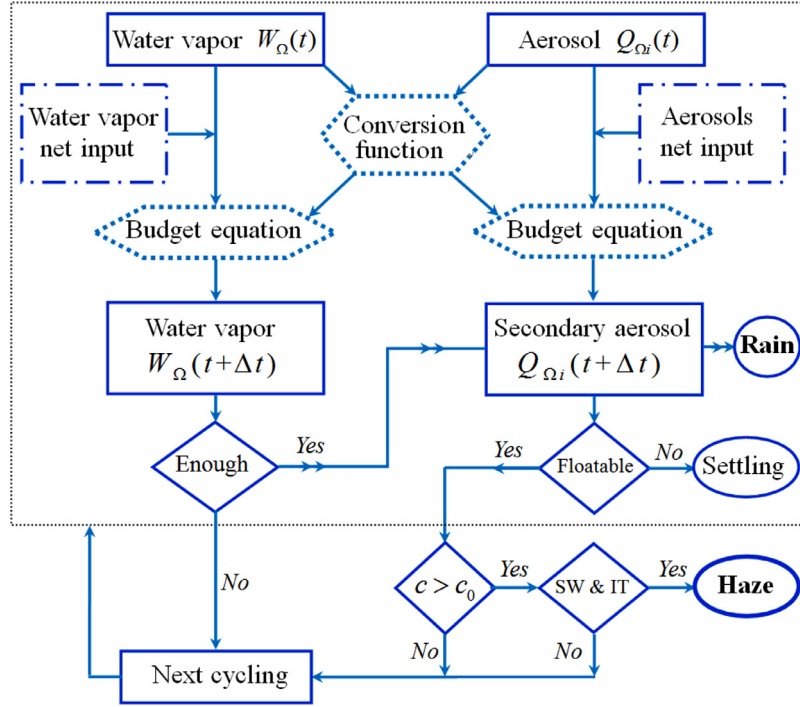 Water vapor W_Ω(t)
Aerosol Q_Ωi(t)
Water vapor
net input
Conversion
function
Aerosols
net input
Budget equation
Budget equation
Water vapor
W_Ω(t+Δt)
Secondary aerosol
Q_Ωi(t+Δt)
Rain
Enough
Yes
Yes
Floatable
No
Settling
No
c > c_0
Yes
SW & IT
Yes
Haze
No
No
Next cycling